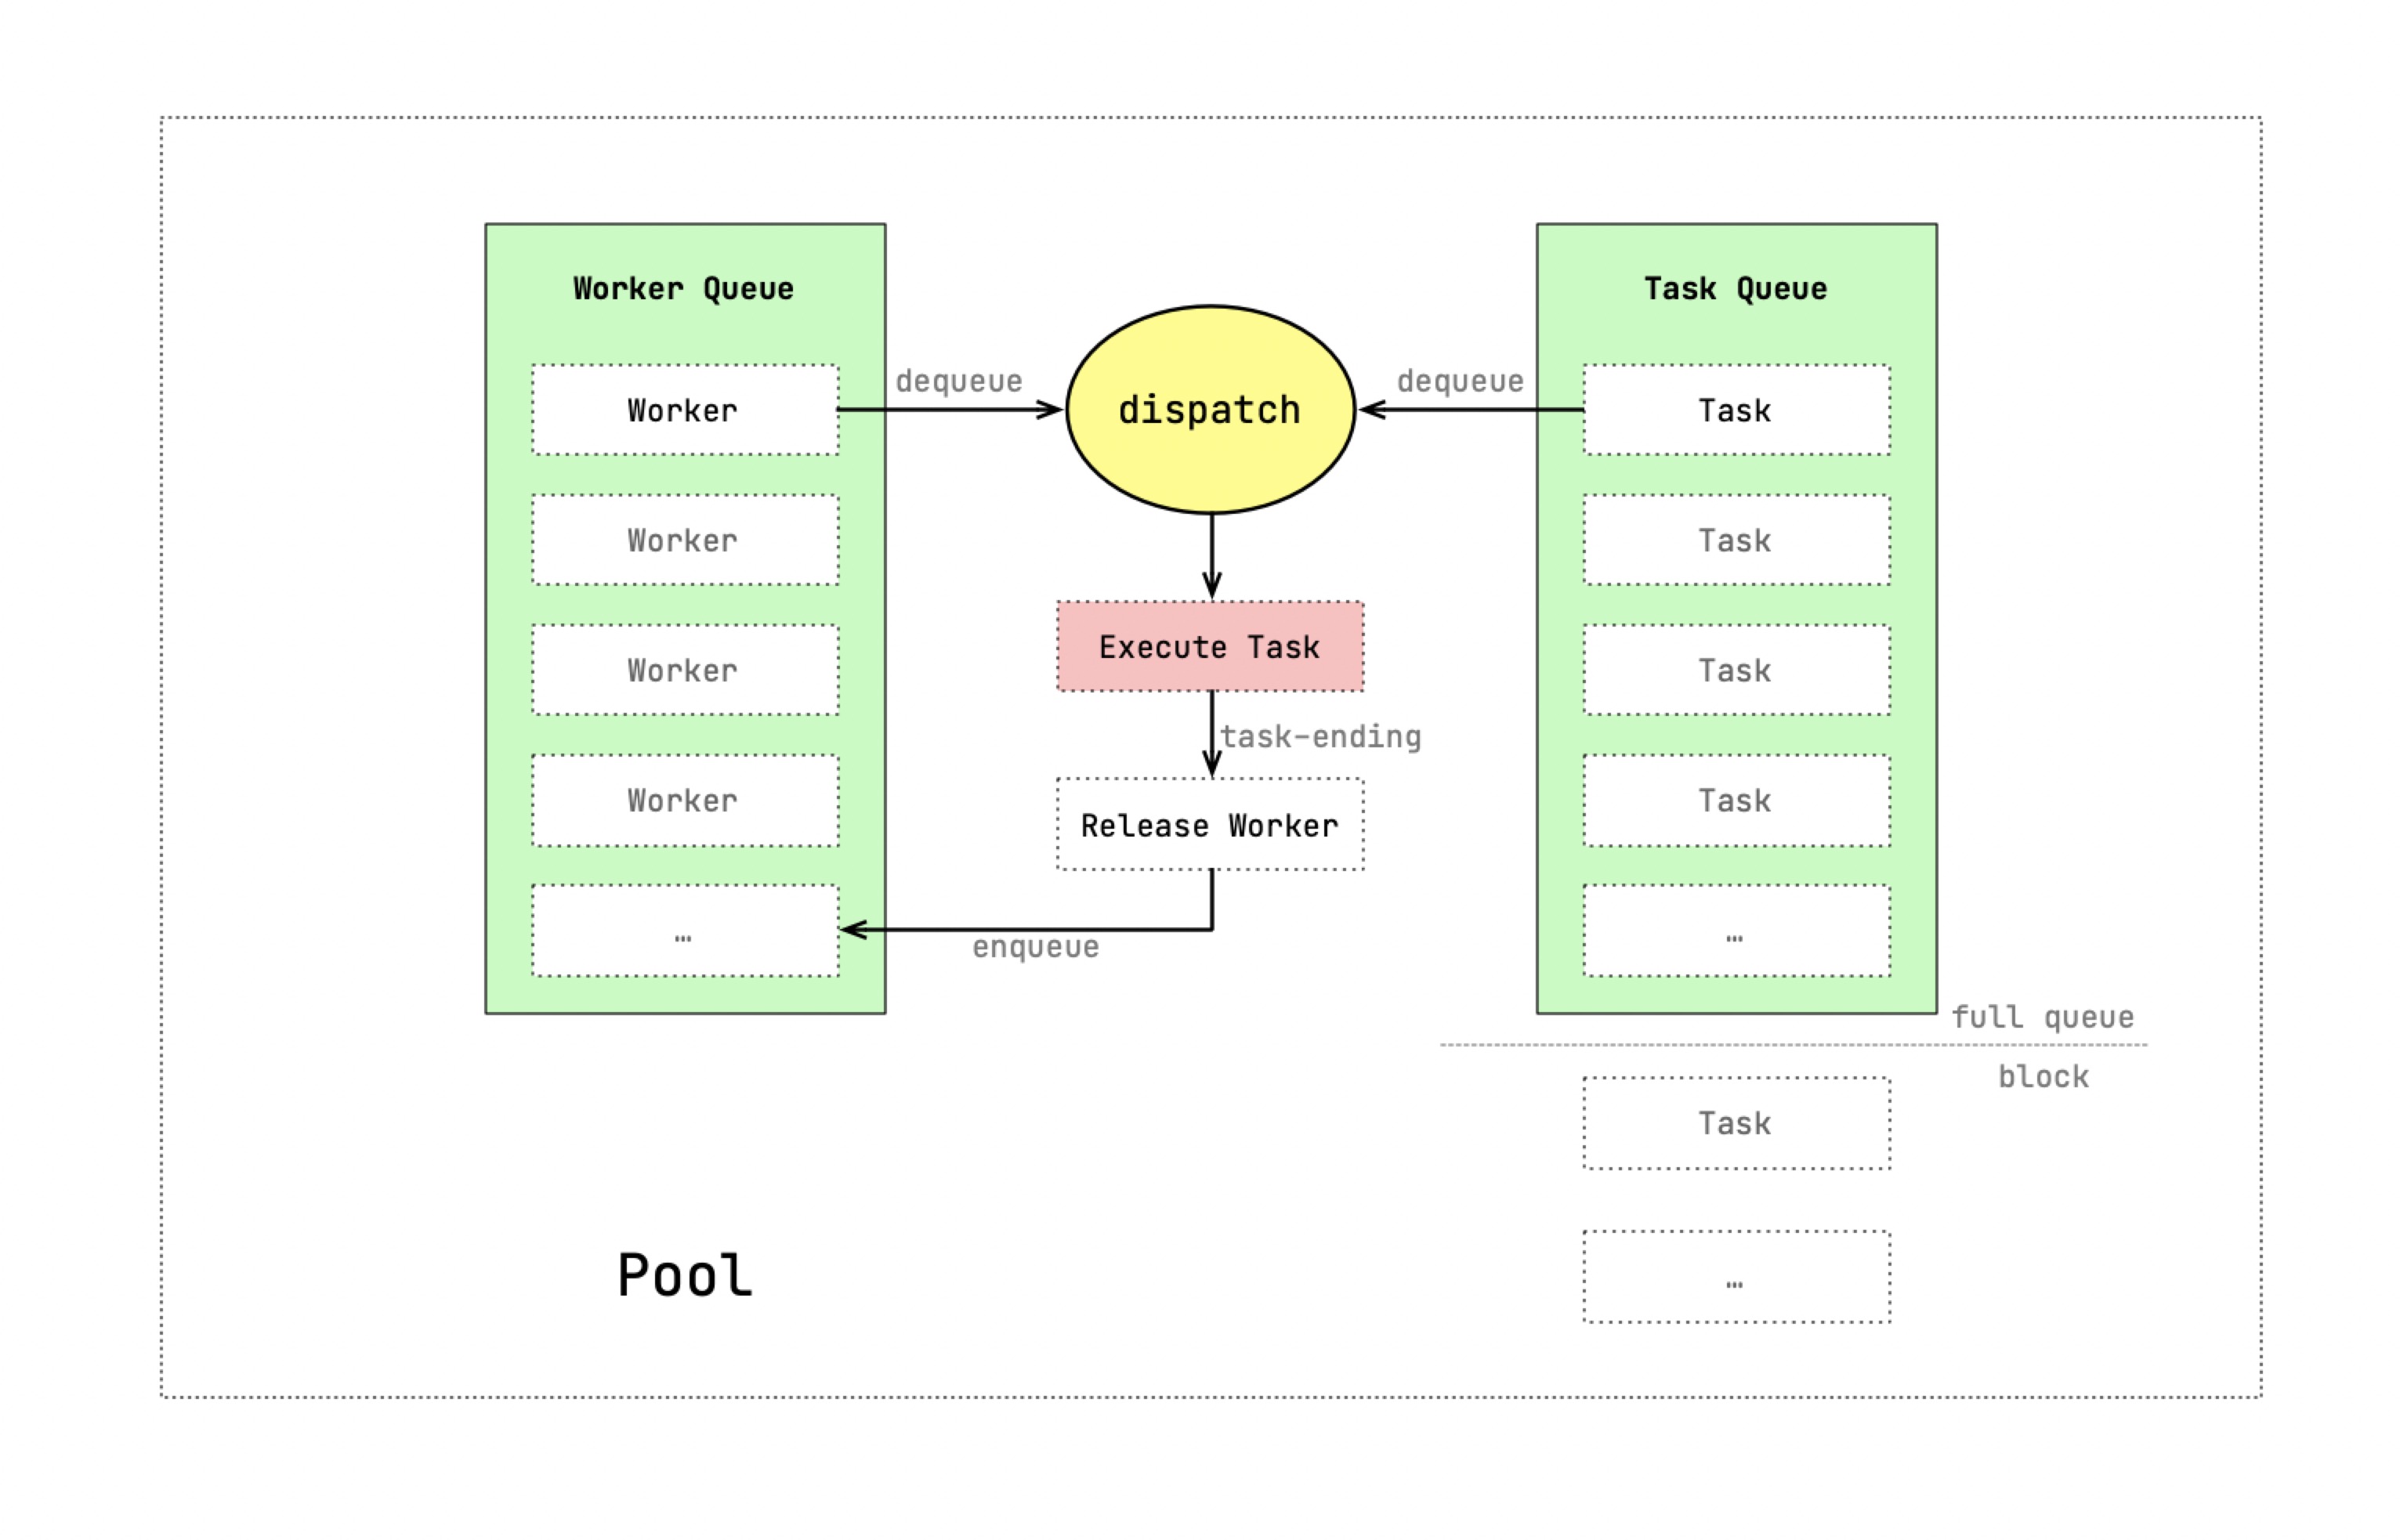 Worker Queue
Worker
Worker
Worker
Worker
…
dequeue
dispatch
dequeue
Execute Task
task-ending
Release Worker
enqueue
Task Queue
Task
Task
Task
Task
…
full queue
block
Task
…
Pool